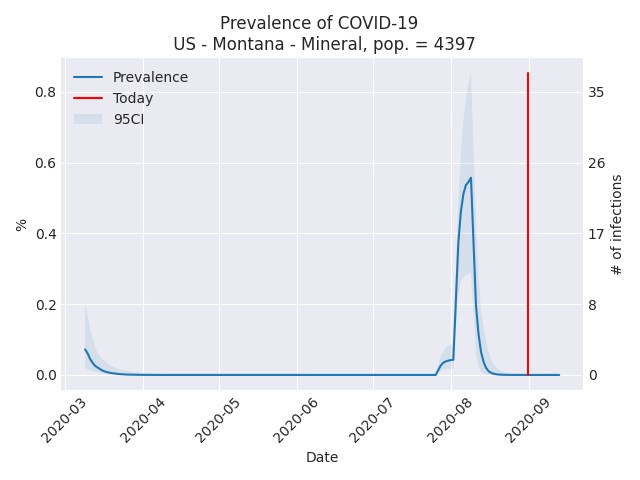 Prevalence of COVID-19
US - Montana - Mineral, pop. = 4397
Prevalence
Today
95CI
0.8
0.6
0.4
0.2
0.0
%
35
26
17
8
0
# of infections
2020-03
2020-04
2020-05
2020-06
2020-07
2020-08
2020-09
Date